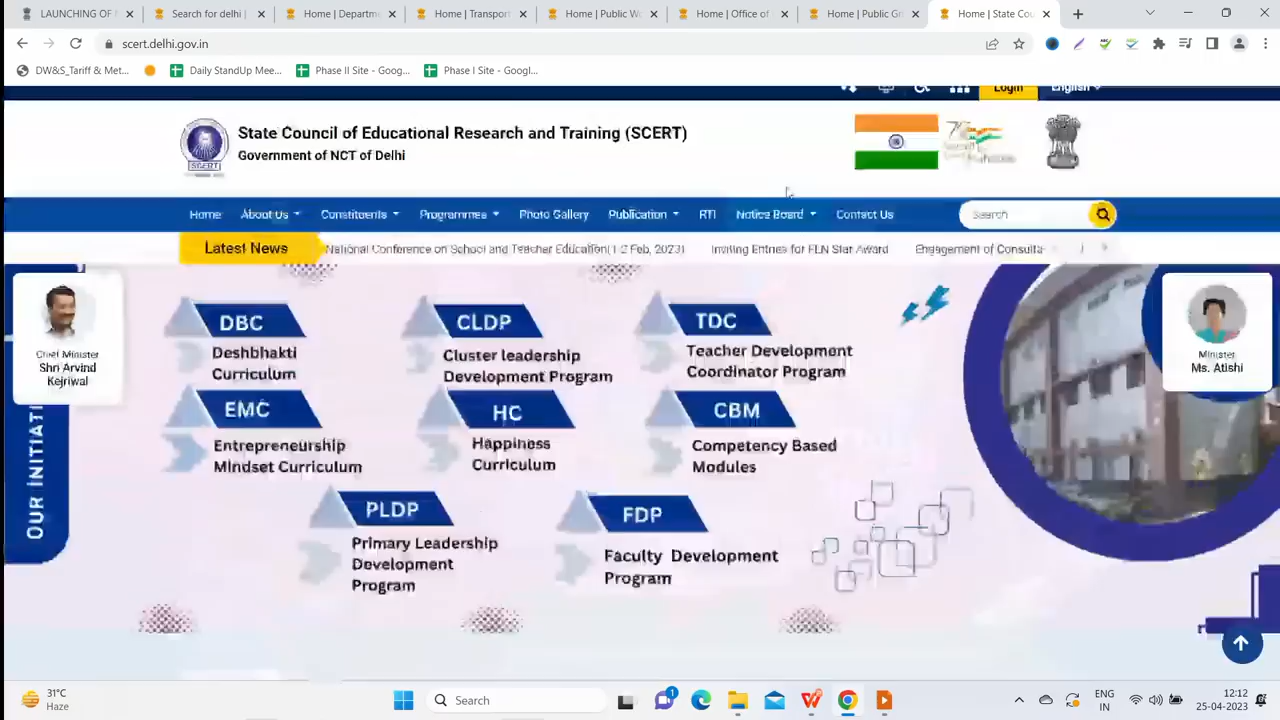 LAUNCHING OF M
Search for delhi |
Home | Departme
Home | Transport
Home | Public Wo
Home | Office of
Home | Public Gr
Home | State Cou
scert.delhi.gov.in
DW&S_Tariff & Met...
Daily StandUp Mee...
Phase II Site - Goog...
Phase I Site - Googl...
Login
English
State Council of Educational Research and Training (SCERT)
Government of NCT of Delhi
SCERT
Home
About Us
Constituents
Programmes
Photo Gallery
Publication
RTI
Notice Board
Contact Us
Search
Latest News
National Conference on School and Teacher Education(1-2 Feb, 2023)
Inviting Entries for FLN Star Award
Engagement of Consulta
Chief Minister
Shri Arvind
Kejriwal
Minister
Ms. Atishi
OUR INITIATI
DBC
Deshbhakti
Curriculum
CLDP
Cluster leadership
Development Program
TDC
Teacher Development
Coordinator Program
EMC
Entrepreneurship
Mindset Curriculum
HC
Happiness
Curriculum
CBM
Competency Based
Modules
PLDP
Primary Leadership
Development
Program
FDP
Faculty Development
Program
31°C
Haze
Search
1
ENG
IN
12:12
25-04-2023